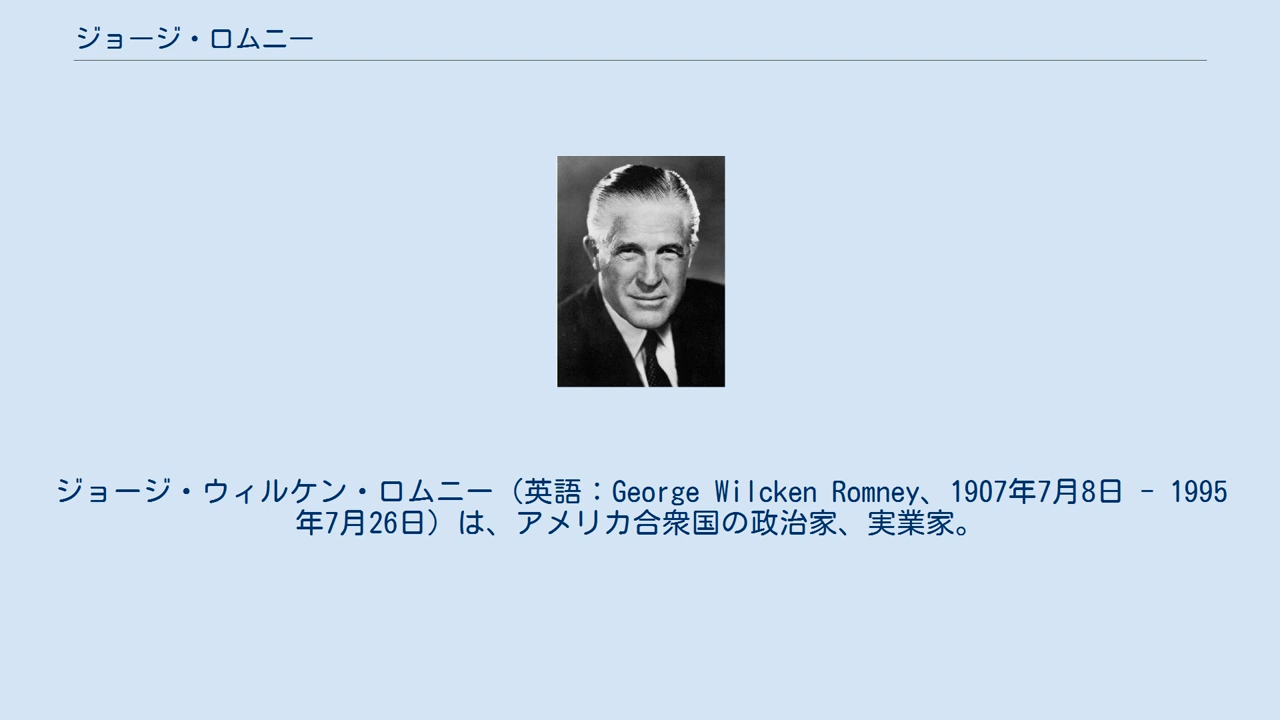 ジョージ・ロムニー
ジョージ・ウィルケン・ロムニー（英語：George Wilcken Romney、1907年7月8日 - 1995
年7月26日）は、アメリカ合衆国の政治家、実業家。